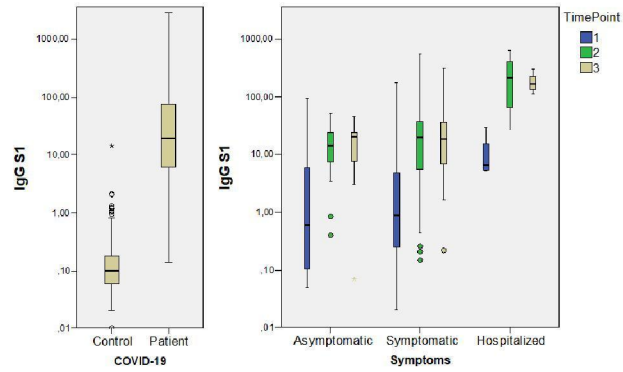 TimePoint
1
2
3
IgG S1
1000,00
100,00
10,00
1,00
,10
,01
Control Patient
COVID-19
IgG S1
1000,00
100,00
10,00
1,00
,10
,01
Asymptomatic Symptomatic Hospitalized
Symptoms